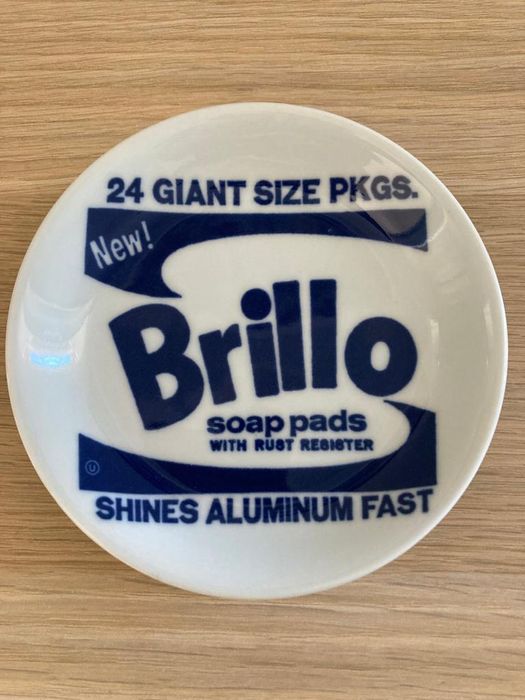 24 GIANT SIZE PKGS.
New!
Brillo
soap pads
WITH RUST RESISTER
U
SHINES ALUMINUM FAST